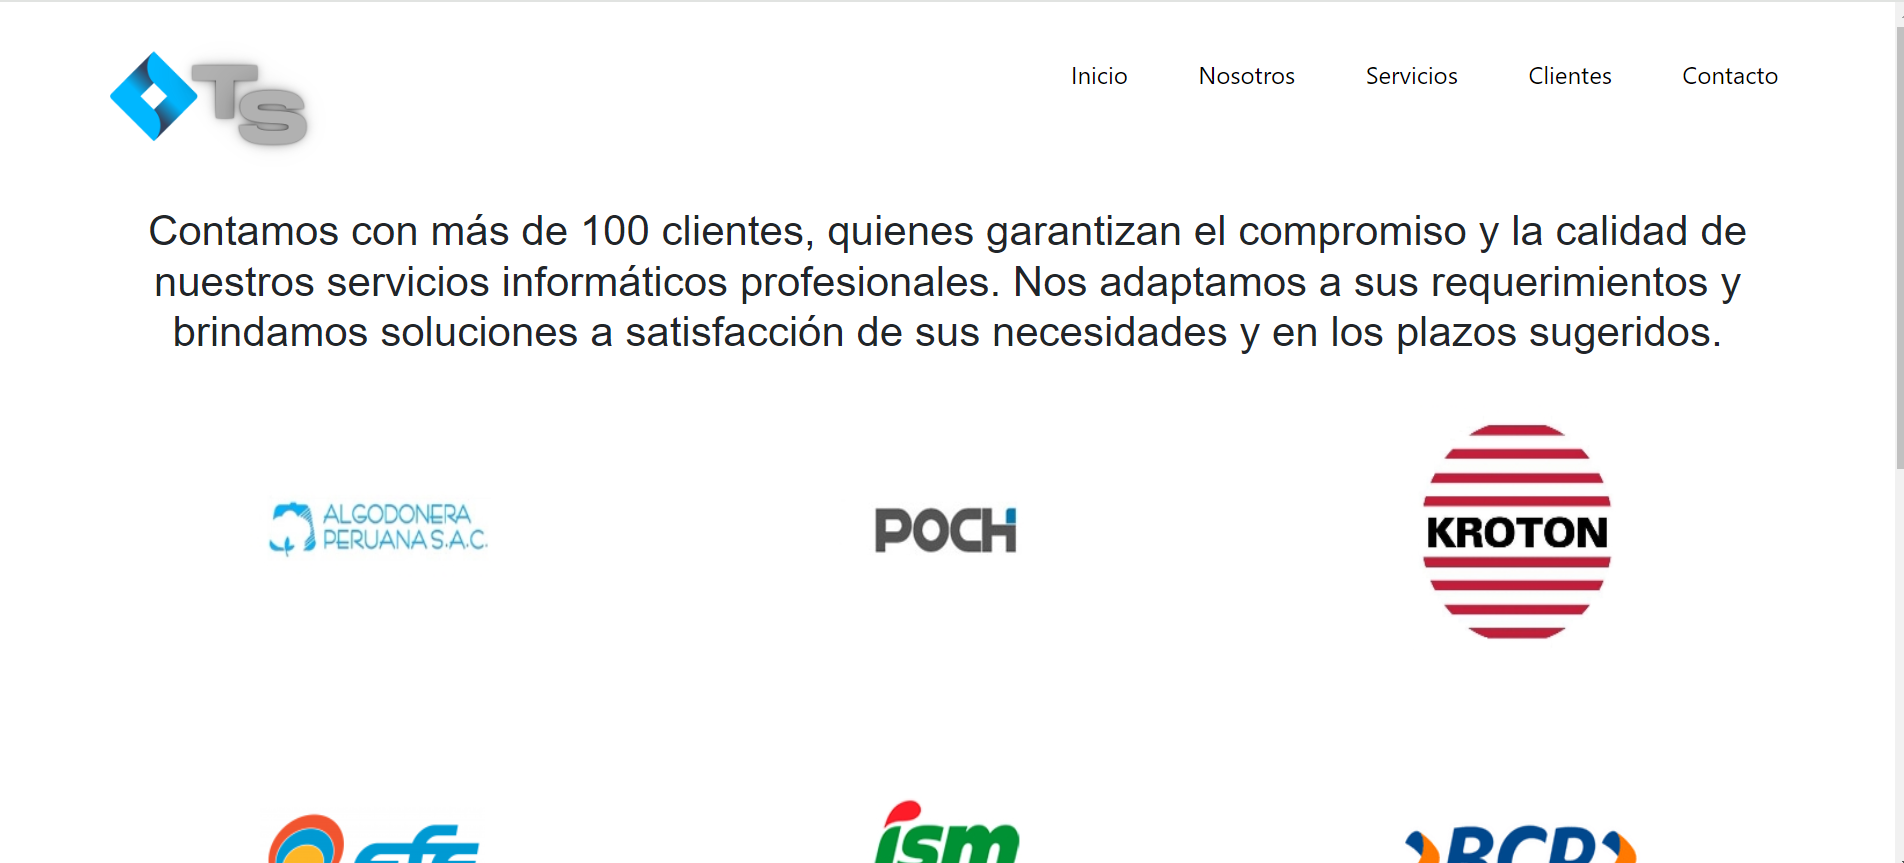 TS
Inicio
Nosotros
Servicios
Clientes
Contacto
Contamos con más de 100 clientes, quienes garantizan el compromiso y la calidad de
nuestros servicios informáticos profesionales. Nos adaptamos a sus requerimientos y
brindamos soluciones a satisfacción de sus necesidades y en los plazos sugeridos.
ALGODONERA
PERUANA S.A.C.
POCH
KROTON
efe
ism
BCP